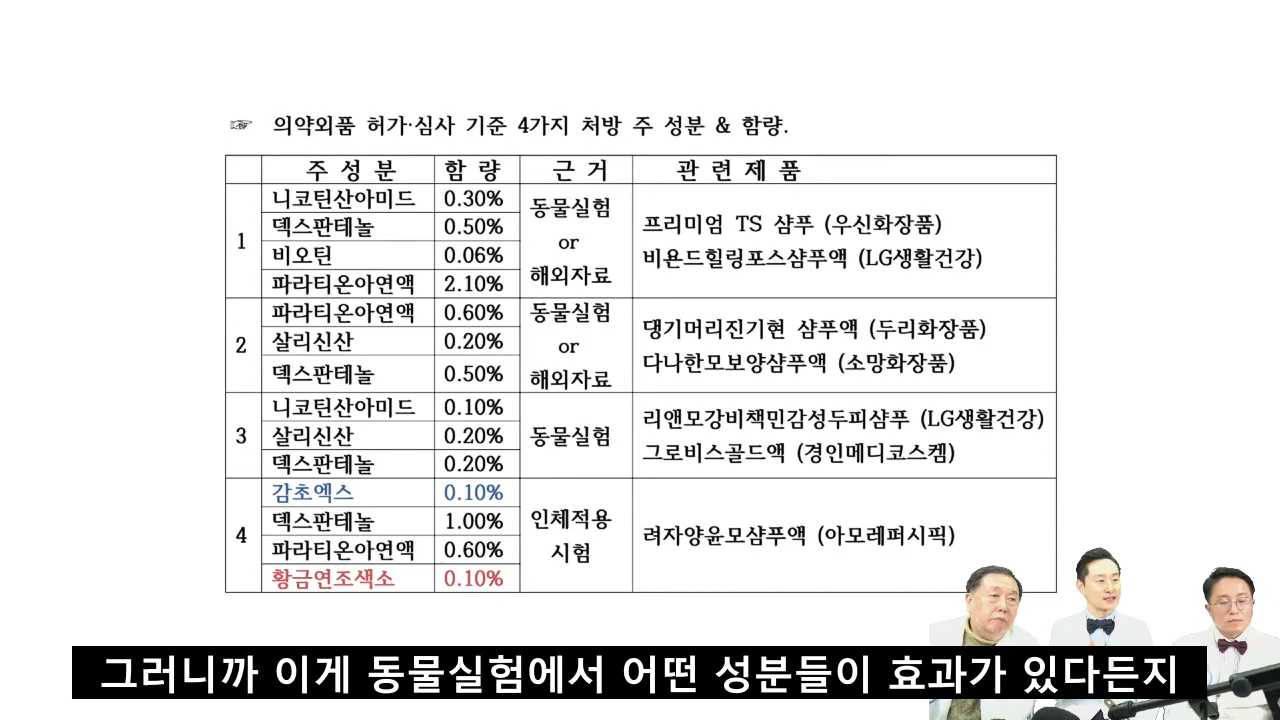 ☞ 의약외품 허가·심사 기준 4가지 처방 주 성분 & 함량.
주 성 분 함 량 근 거 관 련 제 품
1
니코틴산아미드 0.30%
덱스판테놀 0.50%
비오틴 0.06%
파라티온아연액 2.10%
동물실험
or
해외자료
프리미엄 TS 샴푸 (우신화장품)
비욘드힐링포스샴푸액 (LG생활건강)
2
파라티온아연액 0.60%
살리신산 0.20%
덱스판테놀 0.50%
동물실험
or
해외자료
댕기머리진기현 샴푸액 (두리화장품)
다나한모보양샴푸액 (소망화장품)
3
니코틴산아미드 0.10%
살리신산 0.20%
덱스판테놀 0.20%
동물실험
리앤모강비책민감성두피샴푸 (LG생활건강)
그로비스골드액 (경인메디코스켐)
4
감초엑스 0.10%
덱스판테놀 1.00%
파라티온아연액 0.60%
황금연조색소 0.10%
인체적용
시험
려자양윤모샴푸액 (아모레퍼시픽)
그러니까 이게 동물실험에서 어떤 성분들이 효과가 있다든지